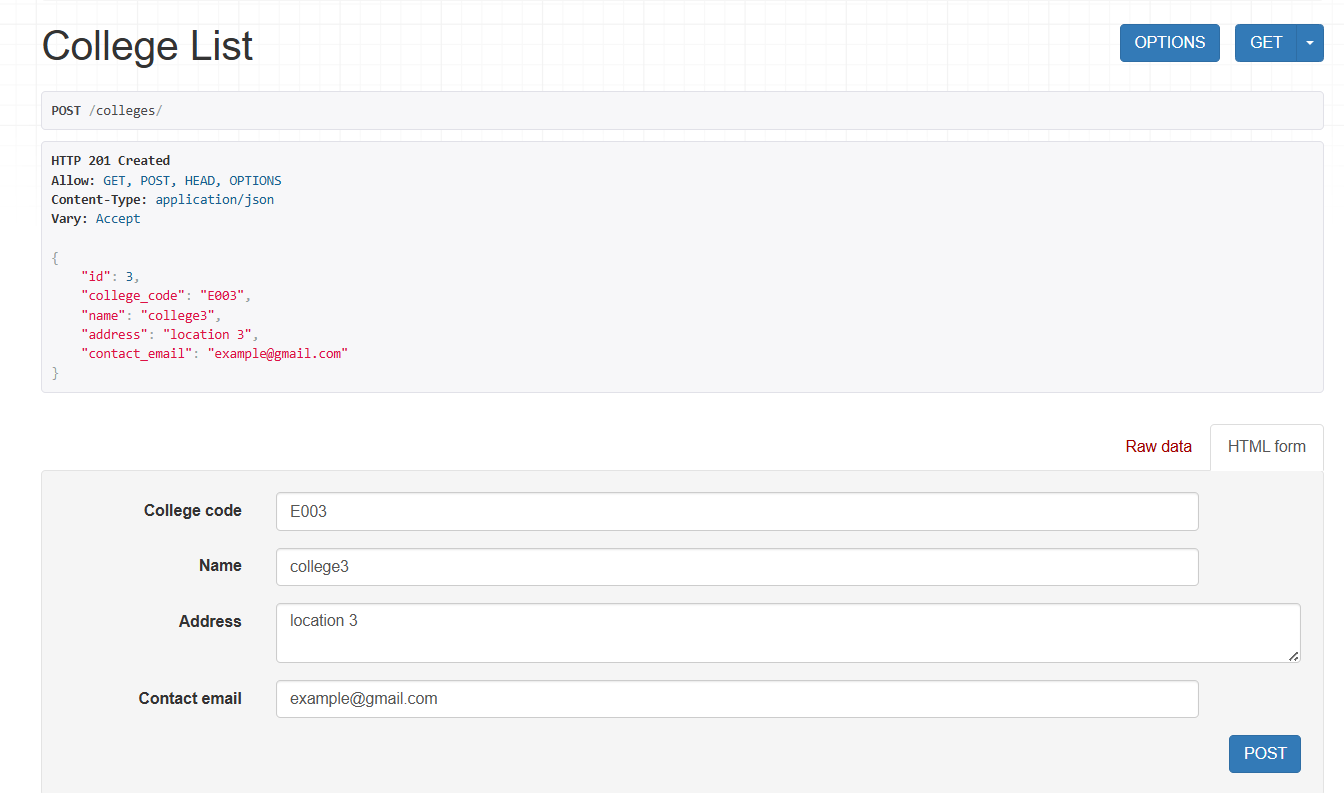 College List
OPTIONS
GET
POST /colleges/
HTTP 201 Created
Allow: GET, POST, HEAD, OPTIONS
Content-Type: application/json
Vary: Accept
{
"id": 3,
"college_code": "E003",
"name": "college3",
"address": "location 3",
"contact_email": "example@gmail.com"
}
Raw data
HTML form
College code
E003
Name
college3
Address
location 3
Contact email
example@gmail.com
POST